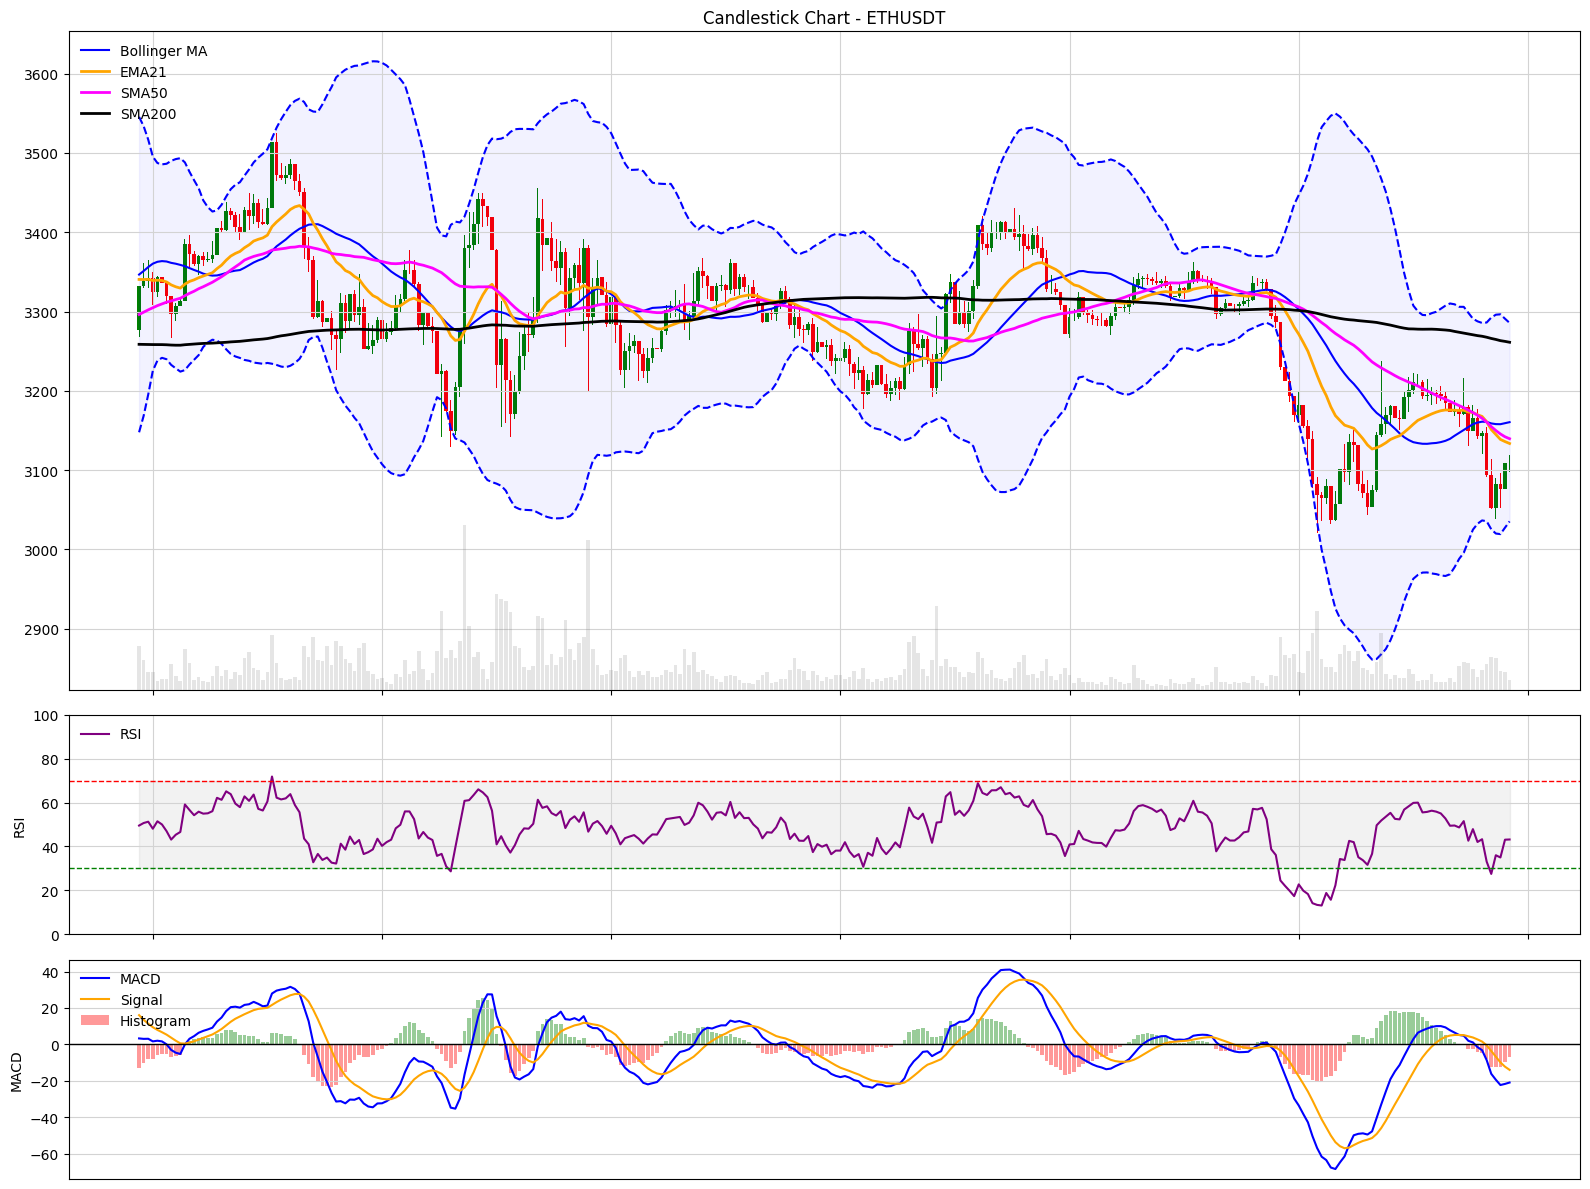 Candlestick Chart - ETHUSDT
Bollinger MA
EMA21
SMA50
SMA200
3600
3500
3400
3300
3200
3100
3000
2900
RSI
100
80
60
40
20
0
RSI
MACD
Signal
Histogram
40
20
0
−20
−40
−60
MACD